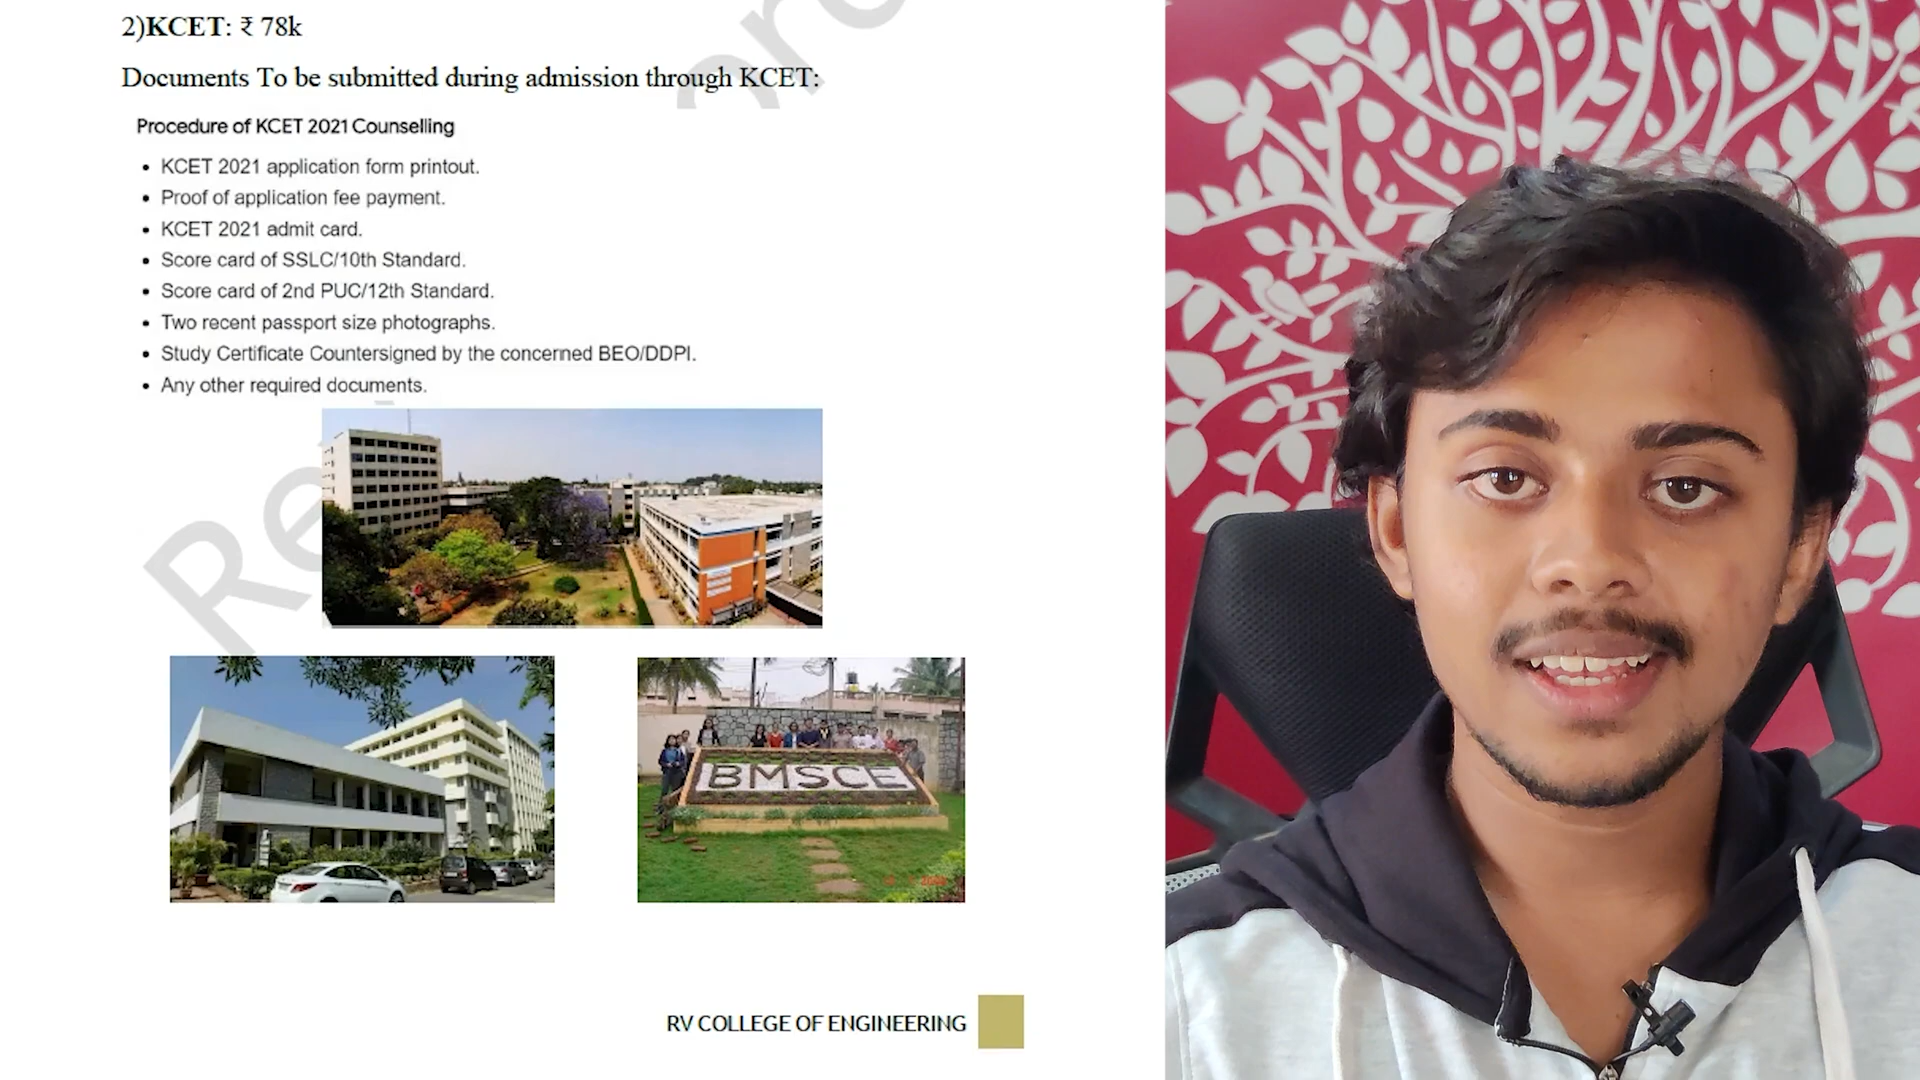 2)KCET: ₹ 78k
Documents To be submitted during admission through KCET:
Procedure of KCET 2021 Counselling
• KCET 2021 application form printout.
• Proof of application fee payment.
• KCET 2021 admit card.
• Score card of SSLC/10th Standard.
• Score card of 2nd PUC/12th Standard.
• Two recent passport size photographs.
• Study Certificate Countersigned by the concerned BEO/DDPI.
• Any other required documents.
BMSCE
RV COLLEGE OF ENGINEERING